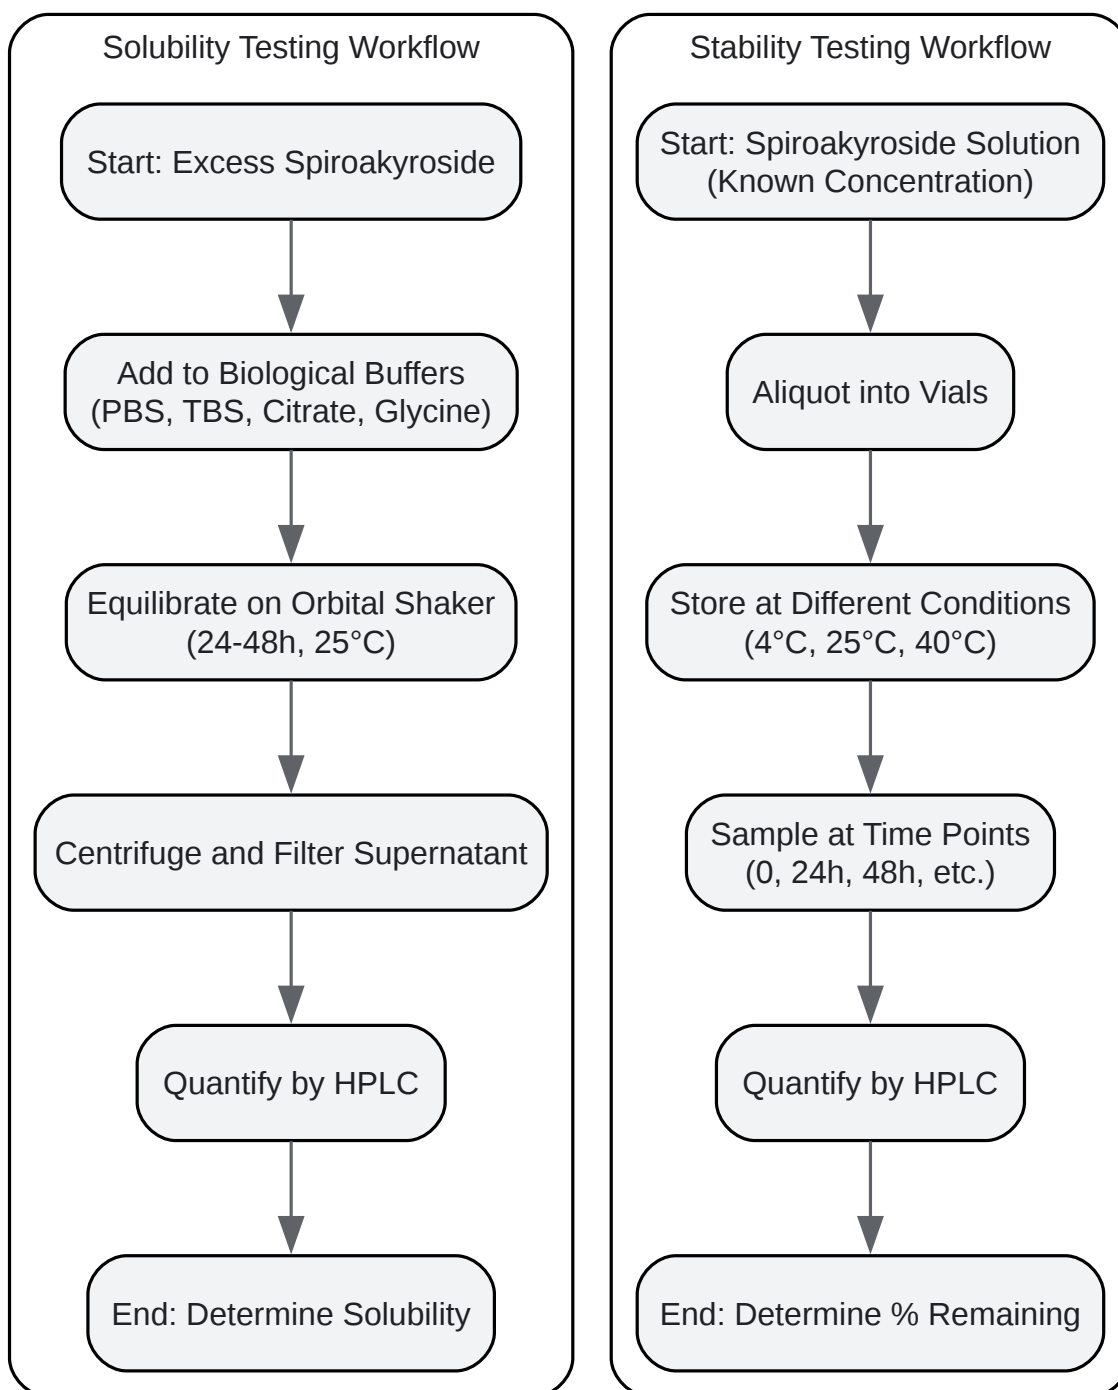 Solubility Testing Workflow
Start: Excess Spiroakyroside
Add to Biological Buffers
(PBS, TBS, Citrate, Glycine)
Equilibrate on Orbital Shaker
(24-48h, 25°C)
Centrifuge and Filter Supernatant
Quantify by HPLC
End: Determine Solubility
Stability Testing Workflow
Start: Spiroakyroside Solution
(Known Concentration)
Aliquot into Vials
Store at Different Conditions
(4°C, 25°C, 40°C)
Sample at Time Points
(0, 24h, 48h, etc.)
Quantify by HPLC
End: Determine % Remaining